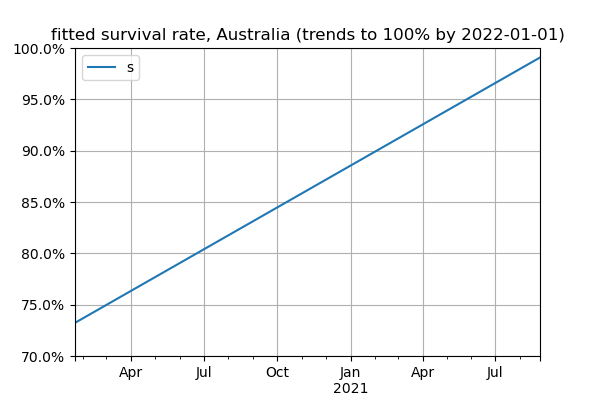 fitted survival rate, Australia (trends to 100% by 2022-01-01)
100.0%
s
95.0%
90.0%
85.0%
80.0%
75.0%
70.0%
Apr Jul Oct Jan Apr Jul
2021